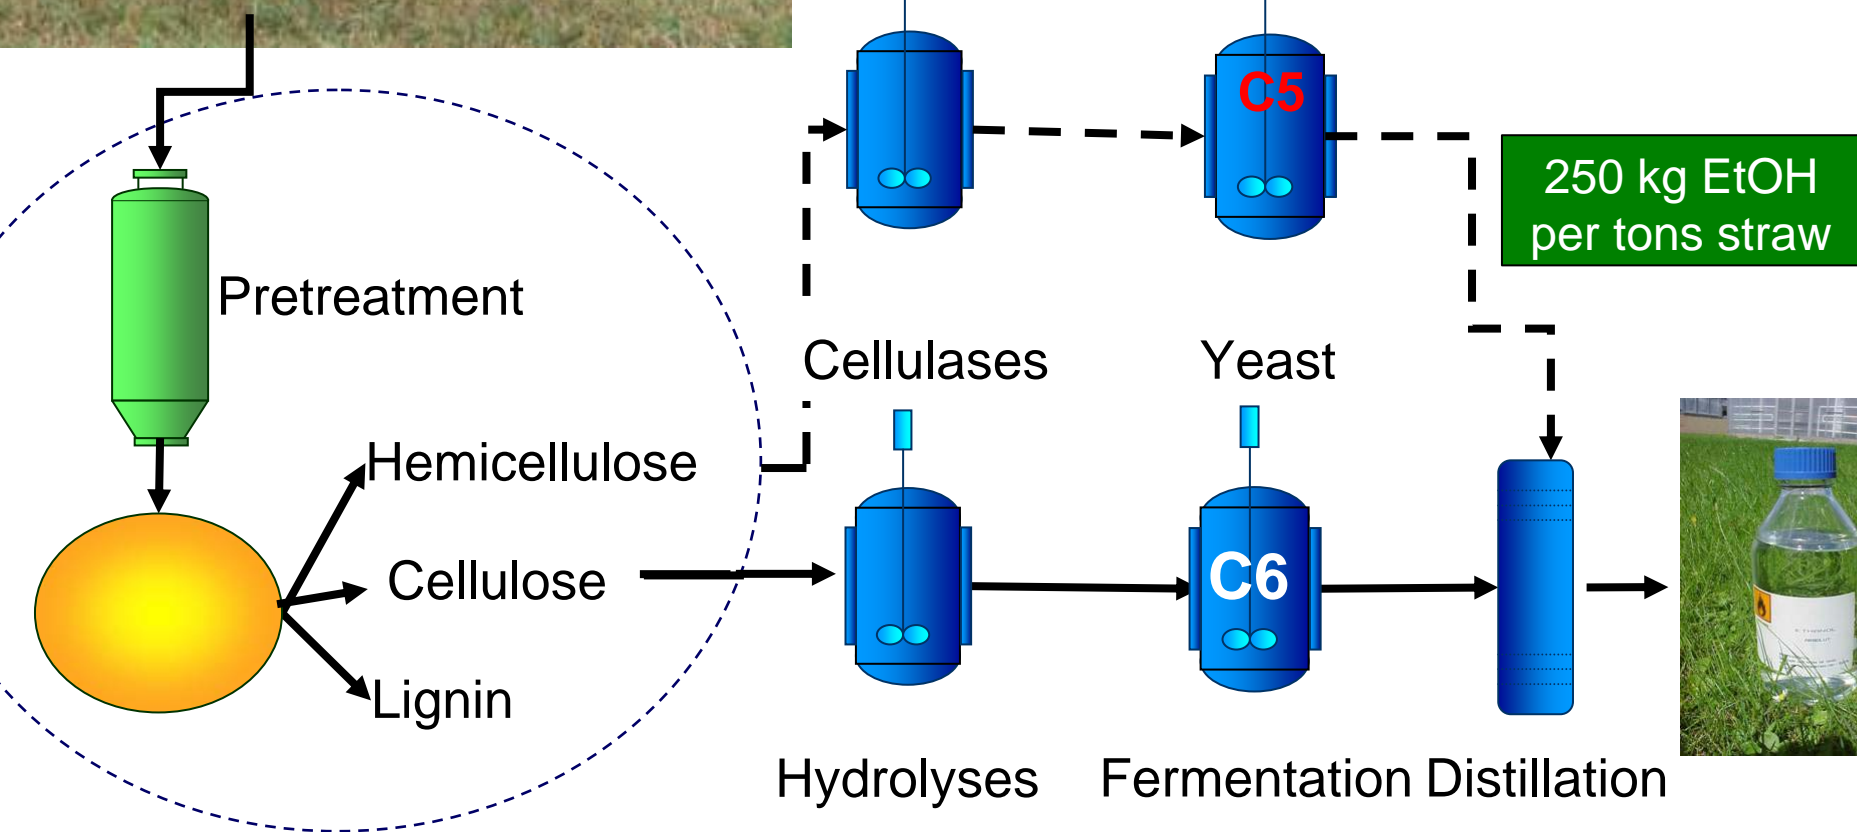 C5
250 kg EtOH
per tons straw
Pretreatment
Cellulases
Yeast
Hemicellulose
Cellulose
C6
Lignin
Hydrolyses
Fermentation
Distillation